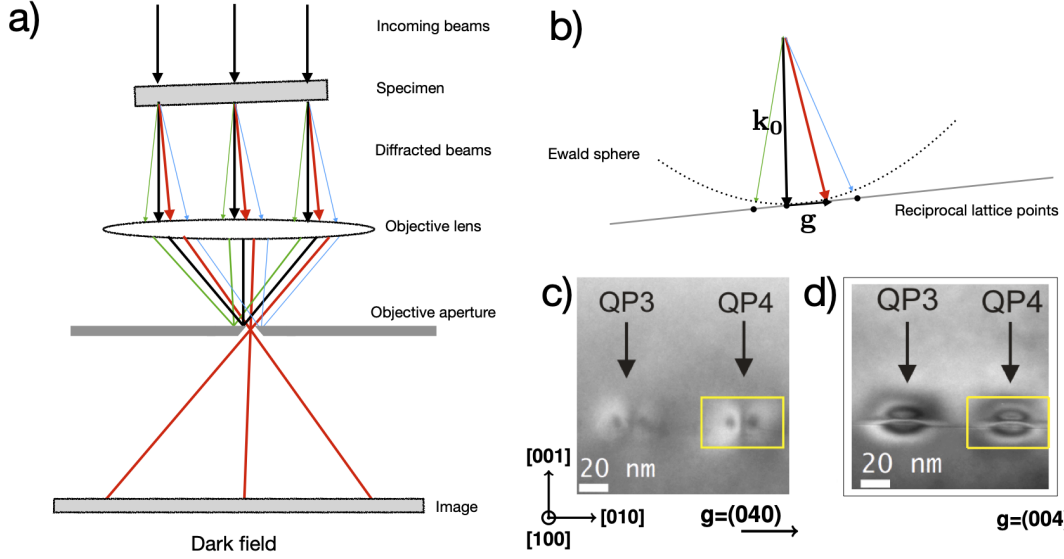 a)
Incoming beams
Specimen
Diffracted beams
Objective lens
Objective aperture
Image
Dark field
b)
k₀
Ewald sphere
g
Reciprocal lattice points
c)
QP3 QP4
20 nm
[001]
[010]
[100]
g=(040)
d)
QP3 QP4
20 nm
g=(004